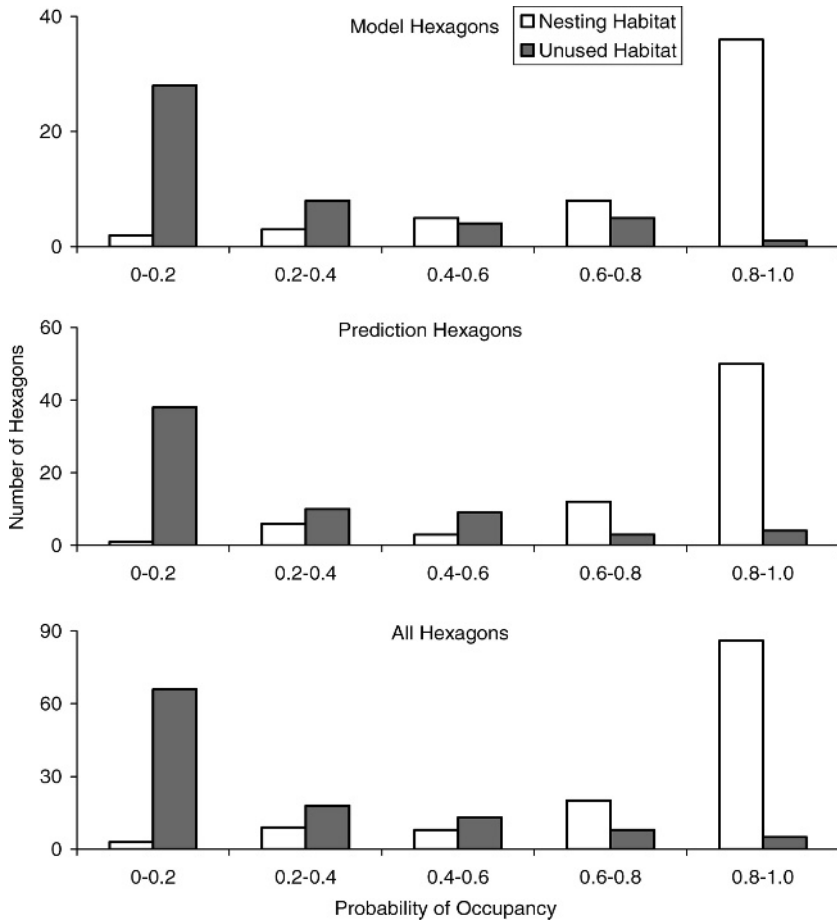 Model Hexagons
Nesting Habitat
Unused Habitat
40
20
0
0-0.2 0.2-0.4 0.4-0.6 0.6-0.8 0.8-1.0
Prediction Hexagons
60
40
20
0
0-0.2 0.2-0.4 0.4-0.6 0.6-0.8 0.8-1.0
Number of Hexagons
All Hexagons
90
60
30
0
0-0.2 0.2-0.4 0.4-0.6 0.6-0.8 0.8-1.0
Probability of Occupancy